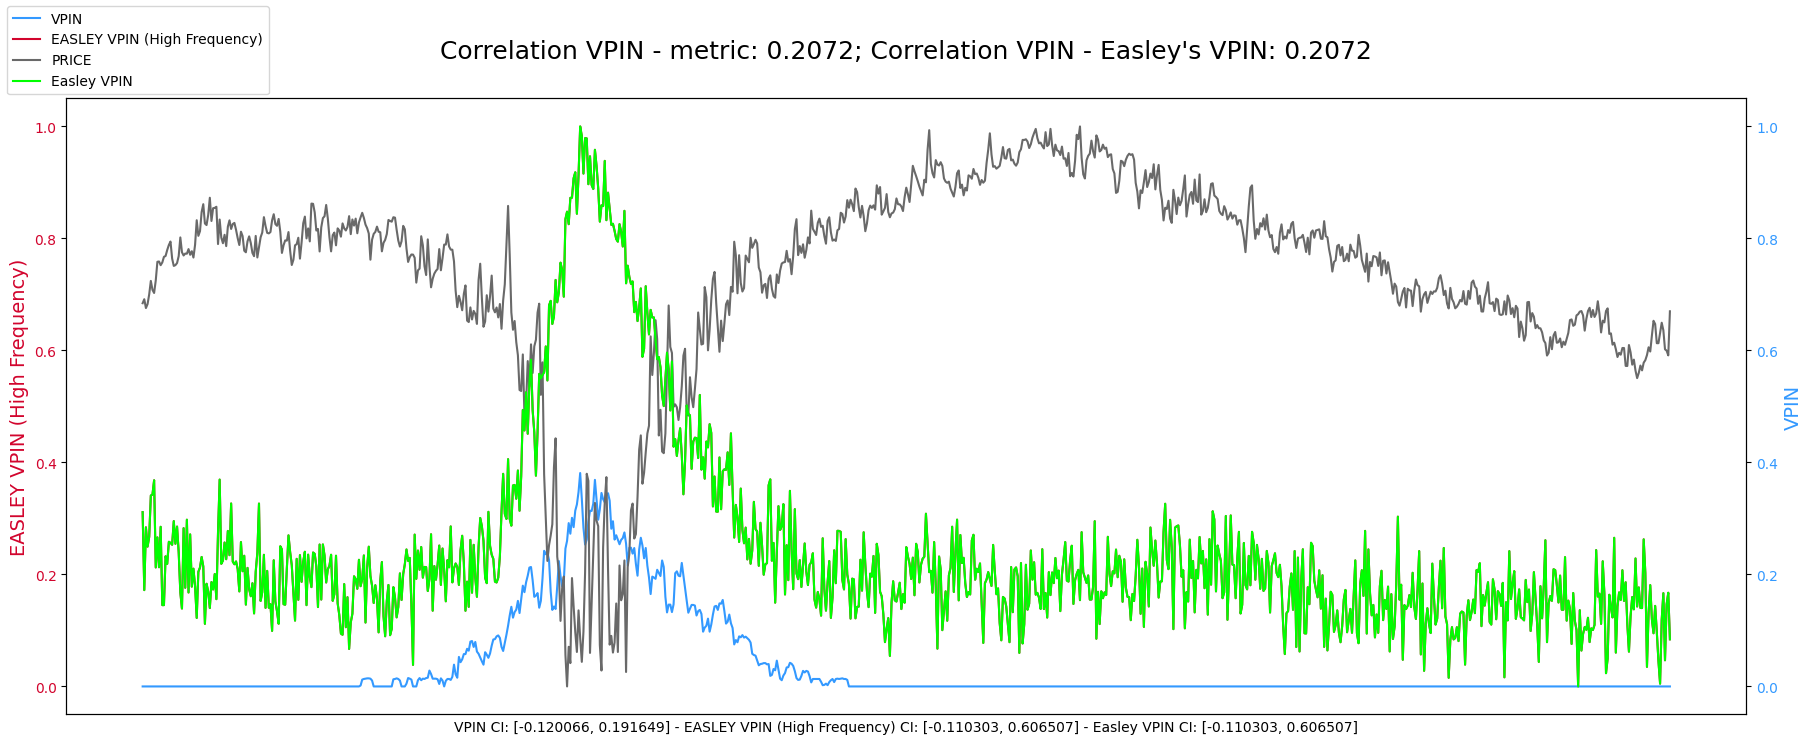 VPIN
EASLEY VPIN (High Frequency)
PRICE
Easley VPIN
Correlation VPIN - metric: 0.2072; Correlation VPIN - Easley's VPIN: 0.2072
EASLEY VPIN (High Frequency)
1.0
0.8
0.6
0.4
0.2
0.0
1.0
0.8
0.6
0.4
0.2
0.0
VPIN
VPIN CI: [-0.120066, 0.191649] - EASLEY VPIN (High Frequency) CI: [-0.110303, 0.606507] - Easley VPIN CI: [-0.110303, 0.606507]